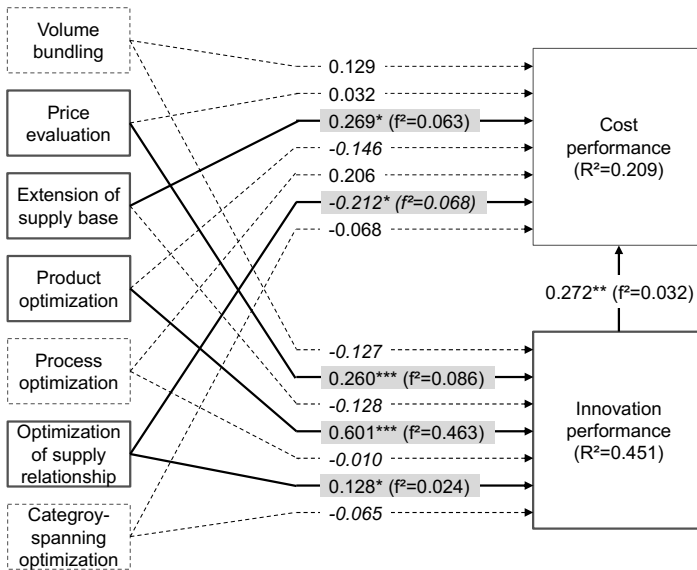 Volume
bundling
Price
evaluation
Extension of
supply base
Product
optimization
Process
optimization
Optimization
of supply
relationship
Categroy-
spanning
optimization
0.129
0.032
0.269* (f²=0.063)
-0.146
0.206
-0.212* (f²=0.068)
-0.068
Cost
performance
(R²=0.209)
0.272** (f²=0.032)
-0.127
0.260*** (f²=0.086)
-0.128
0.601*** (f²=0.463)
-0.010
0.128* (f²=0.024)
-0.065
Innovation
performance
(R²=0.451)